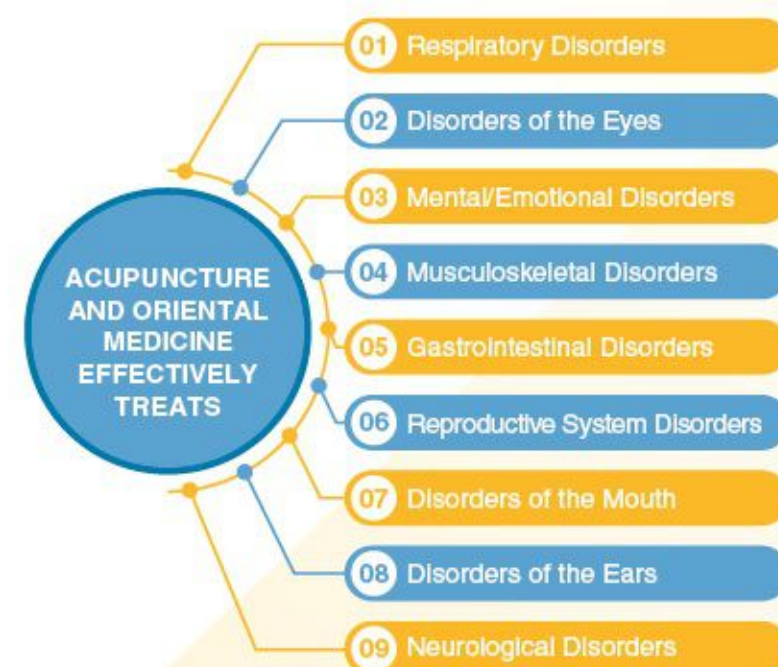 ACUPUNCTURE
AND ORIENTAL
MEDICINE
EFFECTIVELY
TREATS
01 Respiratory Disorders
02 Disorders of the Eyes
03 Mental/Emotional Disorders
04 Musculoskeletal Disorders
05 Gastrointestinal Disorders
06 Reproductive System Disorders
07 Disorders of the Mouth
08 Disorders of the Ears
09 Neurological Disorders